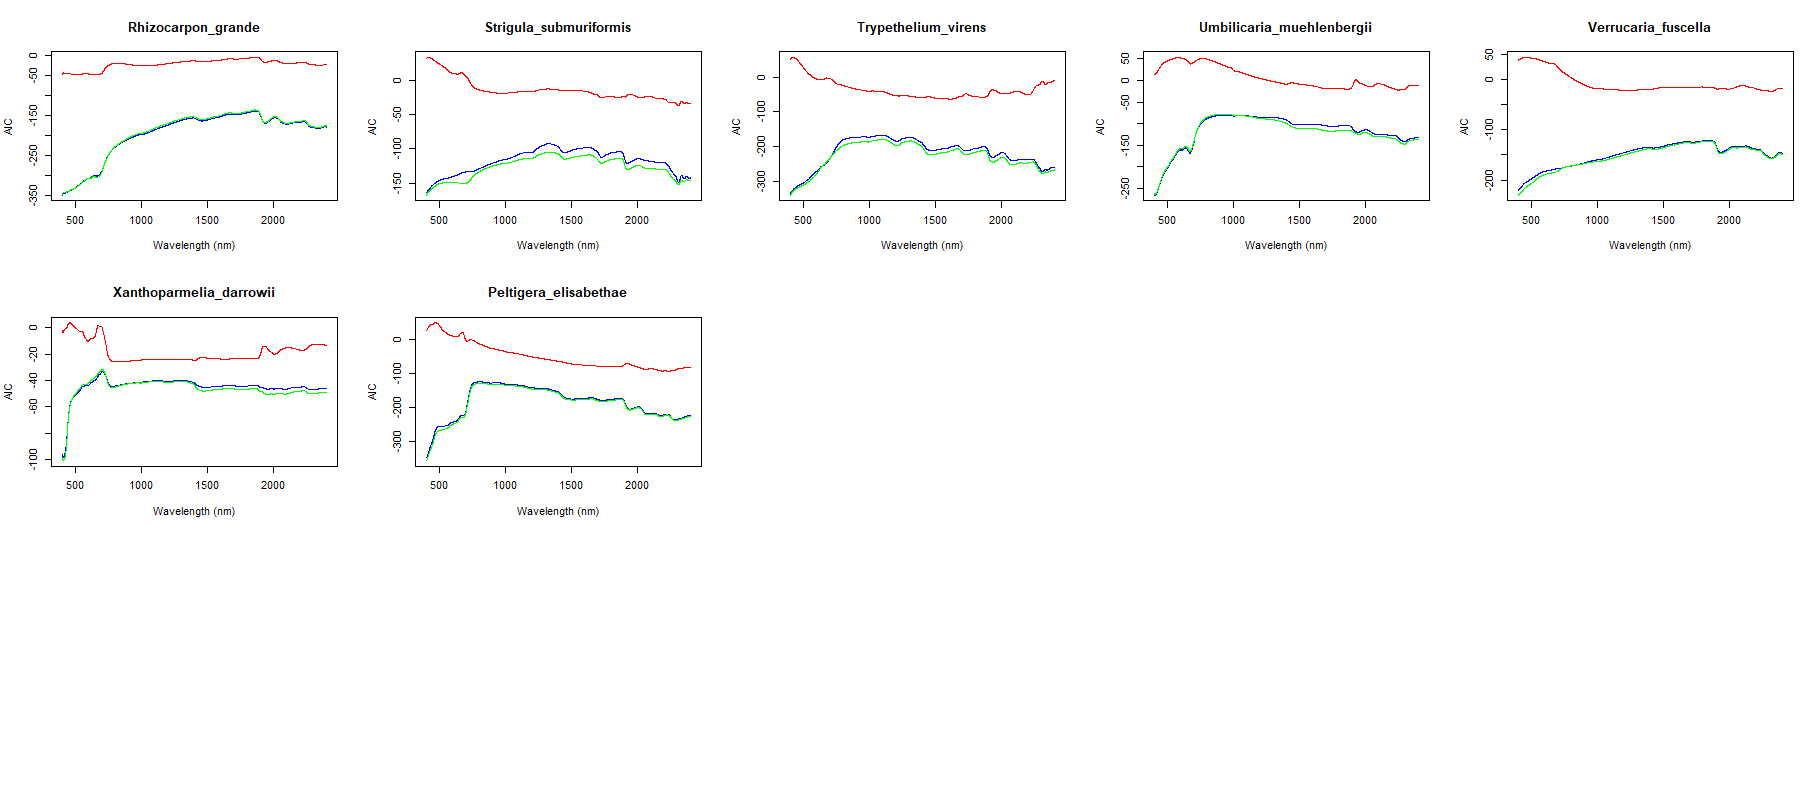 Rhizocarpon_grande
Strigula_submuriformis
Trypethelium_virens
Umbilicaria_muehlenbergii
Verrucaria_fuscella
AIC
0
-50
-150
-250
-350
500 1000 1500 2000
Wavelength (nm)
AIC
0
-50
-100
-150
500 1000 1500 2000
Wavelength (nm)
AIC
0
-100
-200
-300
500 1000 1500 2000
Wavelength (nm)
AIC
50
0
-50
-150
-250
500 1000 1500 2000
Wavelength (nm)
AIC
50
0
-100
-200
500 1000 1500 2000
Wavelength (nm)
Xanthoparmelia_darrowii
Peltigera_elisabethae
AIC
0
-20
-40
-60
-100
500 1000 1500 2000
Wavelength (nm)
AIC
0
-100
-200
-300
500 1000 1500 2000
Wavelength (nm)